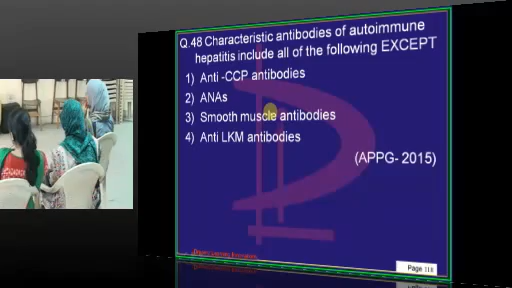 Q.48 Characteristic antibodies of autoimmune
hepatitis include all of the following EXCEPT
1) Anti -CCP antibodies
2) ANAs
3) Smooth muscle antibodies
4) Anti LKM antibodies
(APPG- 2015)
Page 118